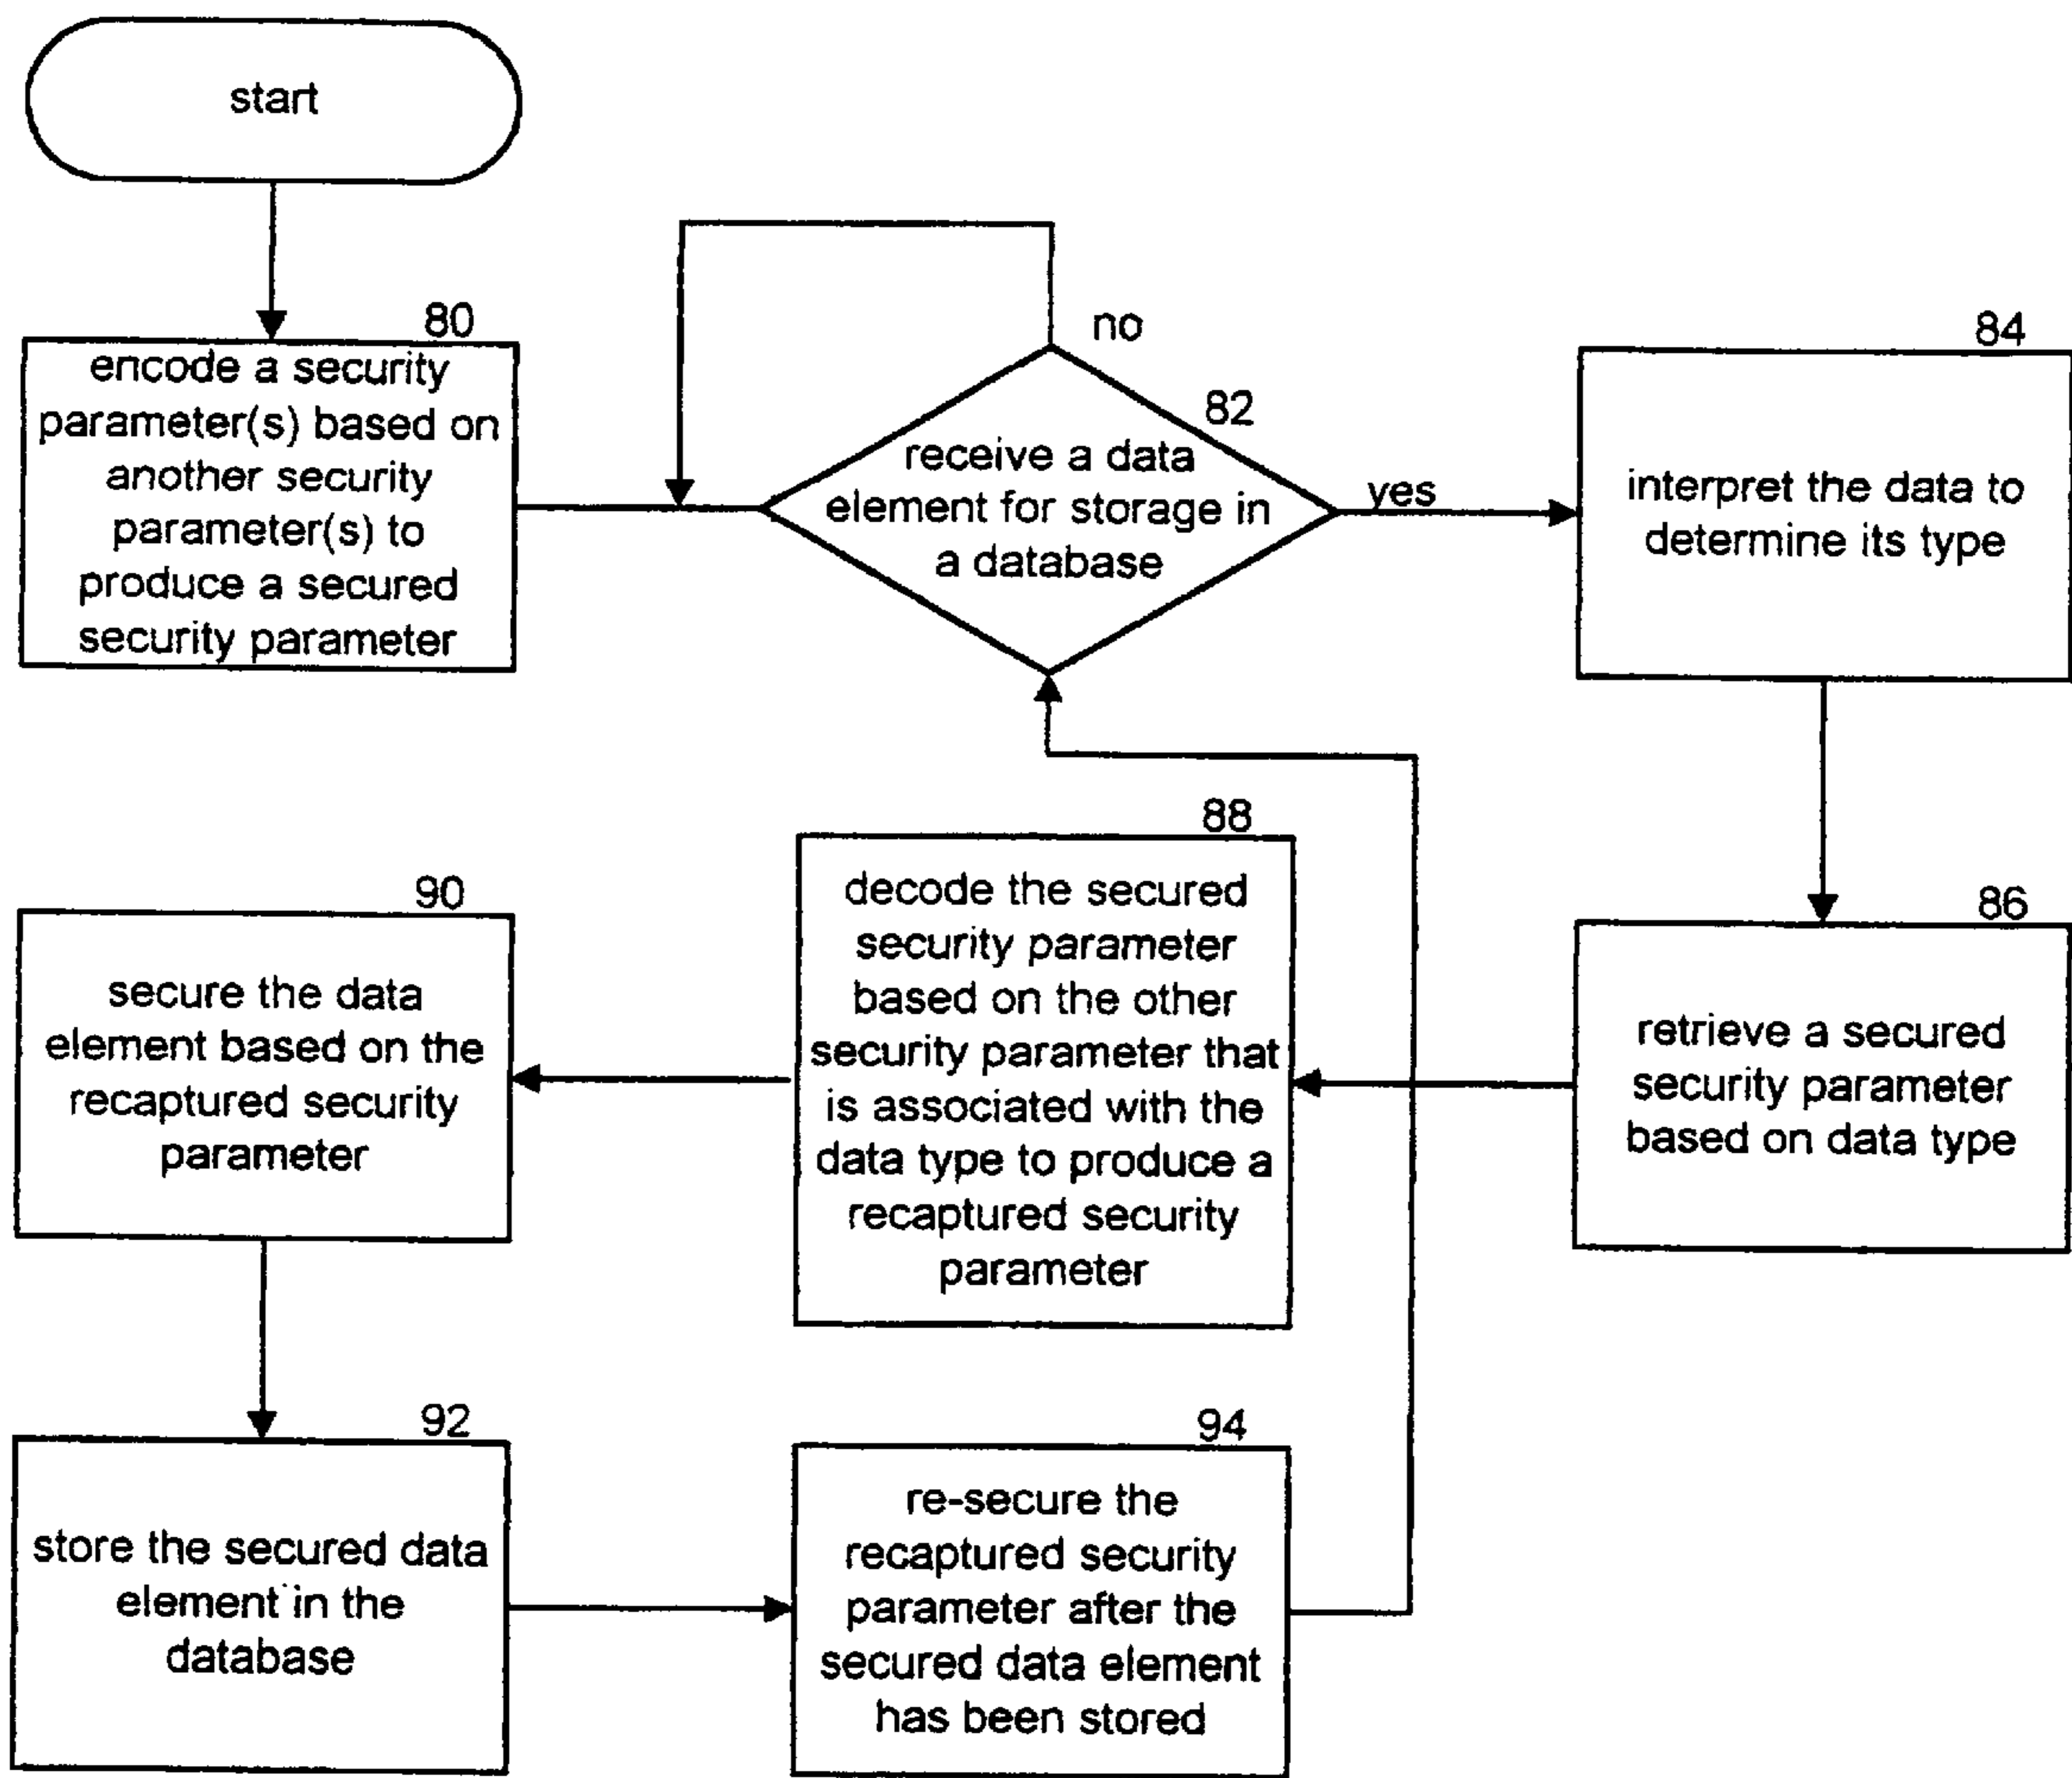 start
80
encode a security
parameter(s) based on
another security
parameter(s) to
produce a secured
security parameter
no
82
receive a data
element for storage in
a database
yes
84
interpret the data to
determine its type
86
retrieve a secured
security parameter
based on data type
88
decode the secured
security parameter
based on the other
security parameter that
is associated with the
data type to produce a
recaptured security
parameter
90
secure the data
element based on the
recaptured security
parameter
92
store the secured data
element in the
database
94
re-secure the
recaptured security
parameter after the
secured data element
has been stored